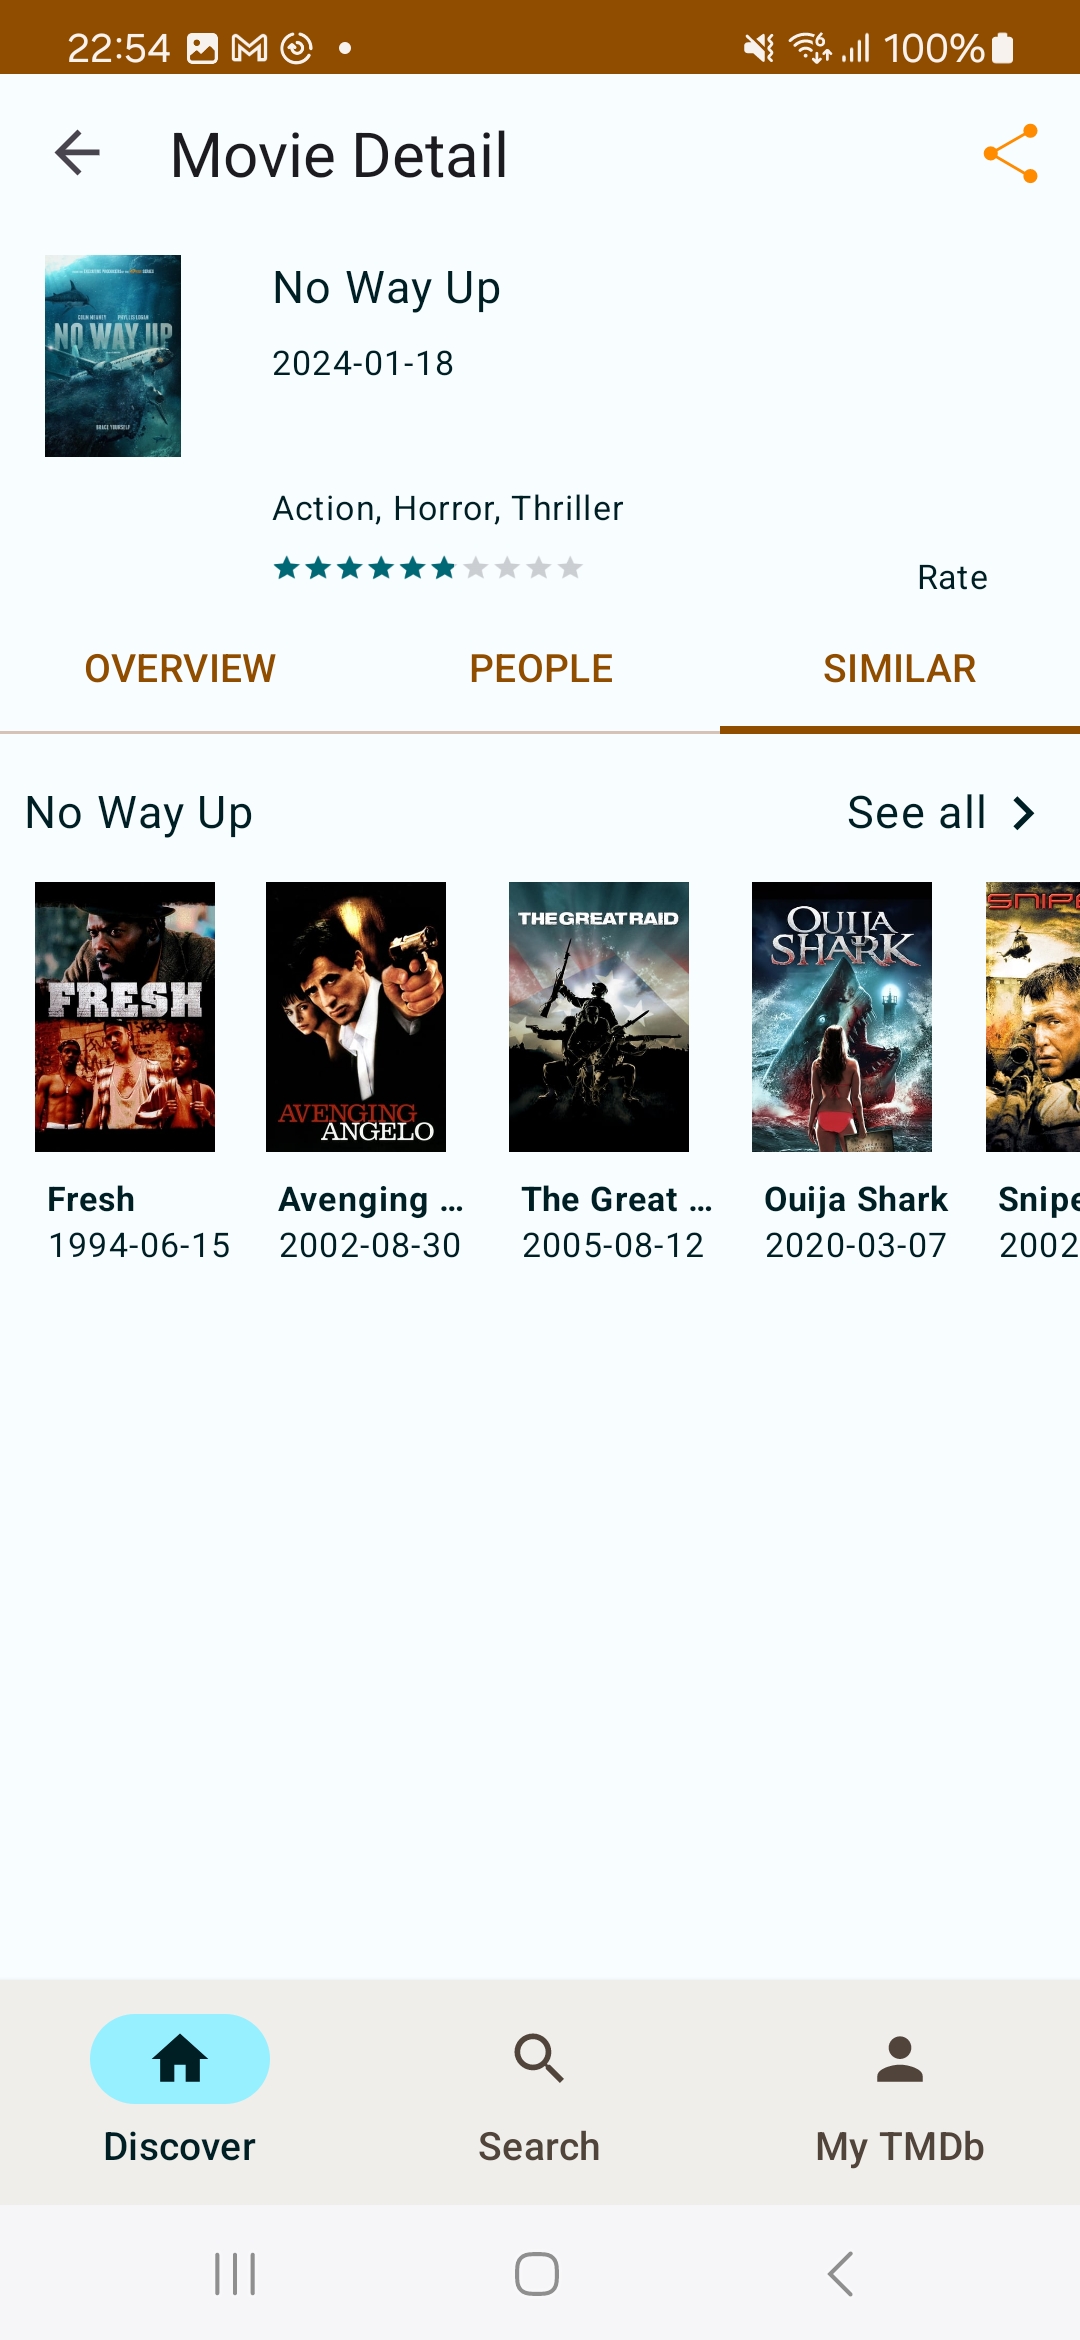 22:54
100%
Movie Detail
NO WAY UP
BRACE YOURSELF
No Way Up
2024-01-18
Action, Horror, Thriller
Rate
OVERVIEW
PEOPLE
SIMILAR
No Way Up
See all
FRESH
AVENGING
ANGELO
THE GREAT RAID
OUIJA
SHARK
SNIPE
Fresh
1994-06-15
Avenging ...
2002-08-30
The Great ...
2005-08-12
Ouija Shark
2020-03-07
Snipe
2002
Discover
Search
My TMDb